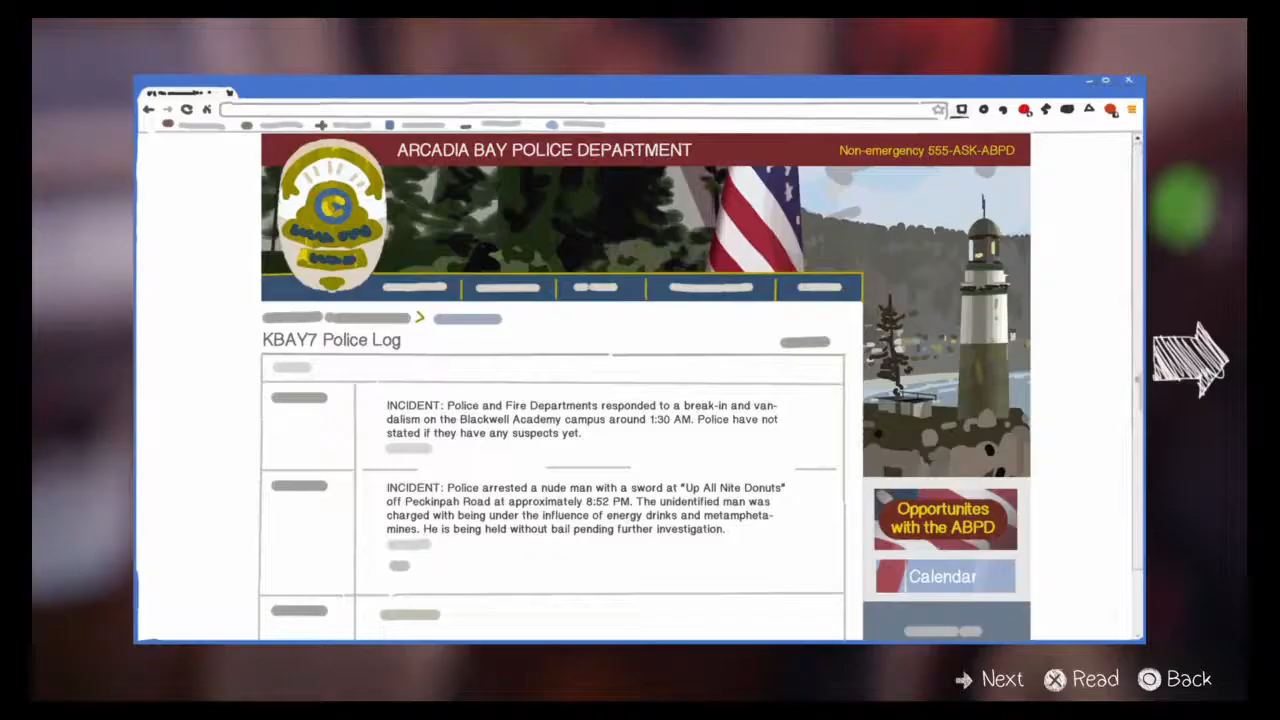 ARCADIA BAY POLICE DEPARTMENT
Non-emergency 555-ASK-ABPD
KBAY7 Police Log
INCIDENT: Police and Fire Departments responded to a break-in and van-
dalism on the Blackwell Academy campus around 1:30 AM. Police have not
stated if they have any suspects yet.
INCIDENT: Police arrested a nude man with a sword at "Up All Nite Donuts"
off Peckinpah Road at approximately 8:52 PM. The unidentified man was
charged with being under the influence of energy drinks and metampheta-
mines. He is being held without bail pending further investigation.
Opportunites
with the ABPD
Calendar
Next
Read
Back